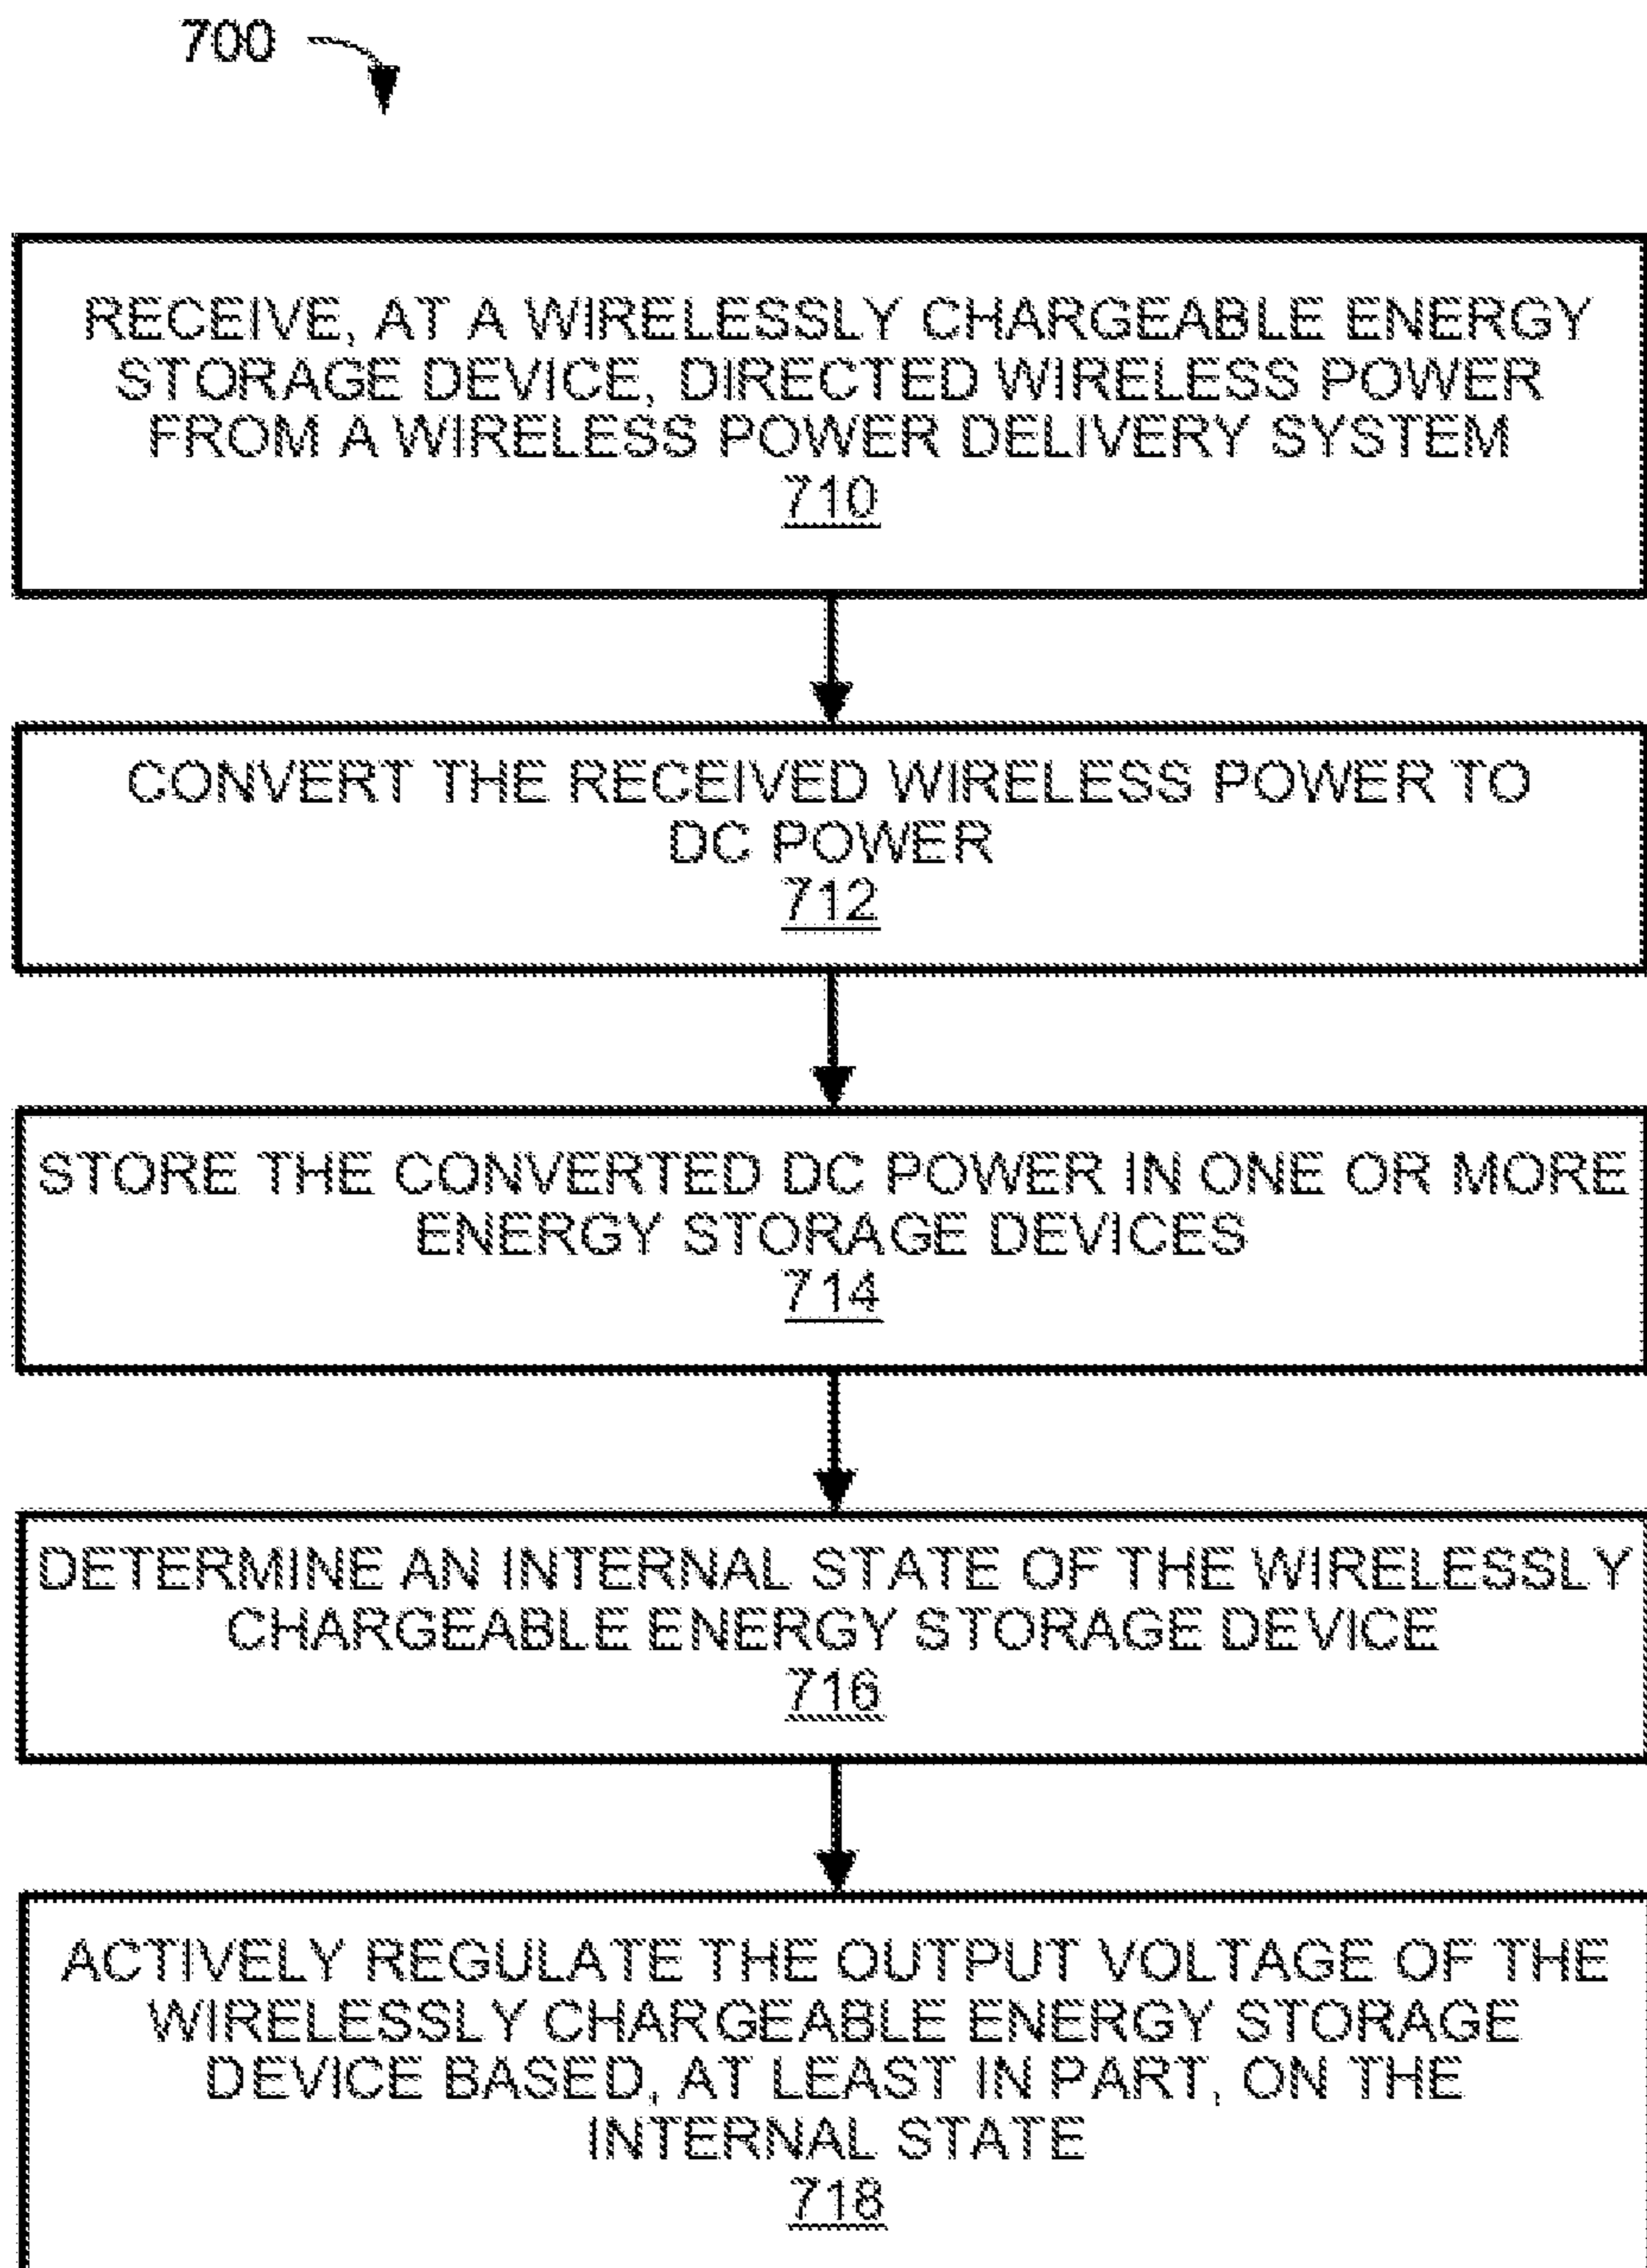 700
RECEIVE, AT A WIRELESSLY CHARGEABLE ENERGY
STORAGE DEVICE, DIRECTED WIRELESS POWER
FROM A WIRELESS POWER DELIVERY SYSTEM
710
CONVERT THE RECEIVED WIRELESS POWER TO
DC POWER
712
STORE THE CONVERTED DC POWER IN ONE OR MORE
ENERGY STORAGE DEVICES
714
DETERMINE AN INTERNAL STATE OF THE WIRELESSLY
CHARGEABLE ENERGY STORAGE DEVICE
716
ACTIVELY REGULATE THE OUTPUT VOLTAGE OF THE
WIRELESSLY CHARGEABLE ENERGY STORAGE
DEVICE BASED, AT LEAST IN PART, ON THE
INTERNAL STATE
718